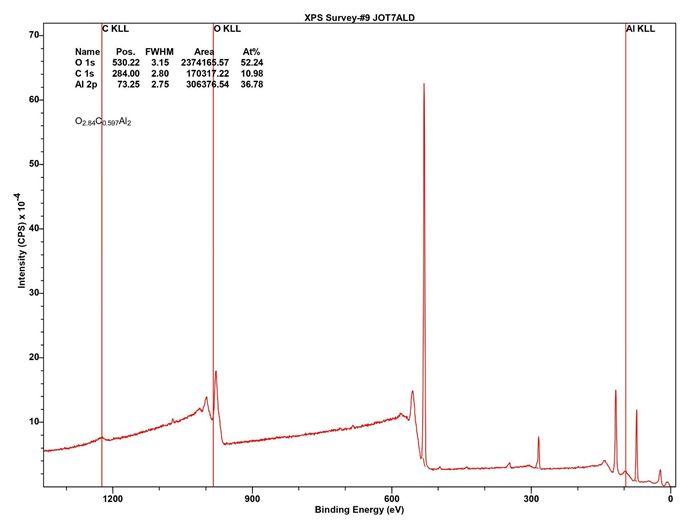 XPS Survey-#9 JOT7ALD
C KLL O KLL Al KLL
Name Pos. FWHM Area At%
O 1s 530.22 3.15 2374165.57 52.24
C 1s 284.00 2.80 170317.22 10.98
Al 2p 73.25 2.75 306376.54 36.78
O2.84C0.597Al2
Intensity (CPS) x 10-4
70
60
50
40
30
20
10
1200 900 600 300 0
Binding Energy (eV)